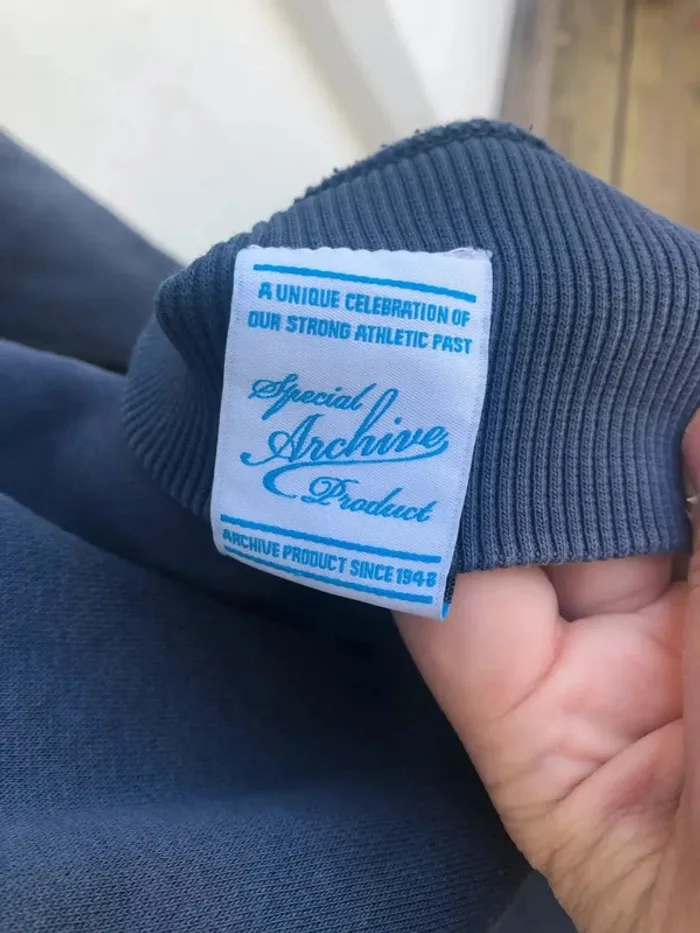 A UNIQUE CELEBRATION OF
OUR STRONG ATHLETIC PAST
Special
Archive
Product
ARCHIVE PRODUCT SINCE 1948